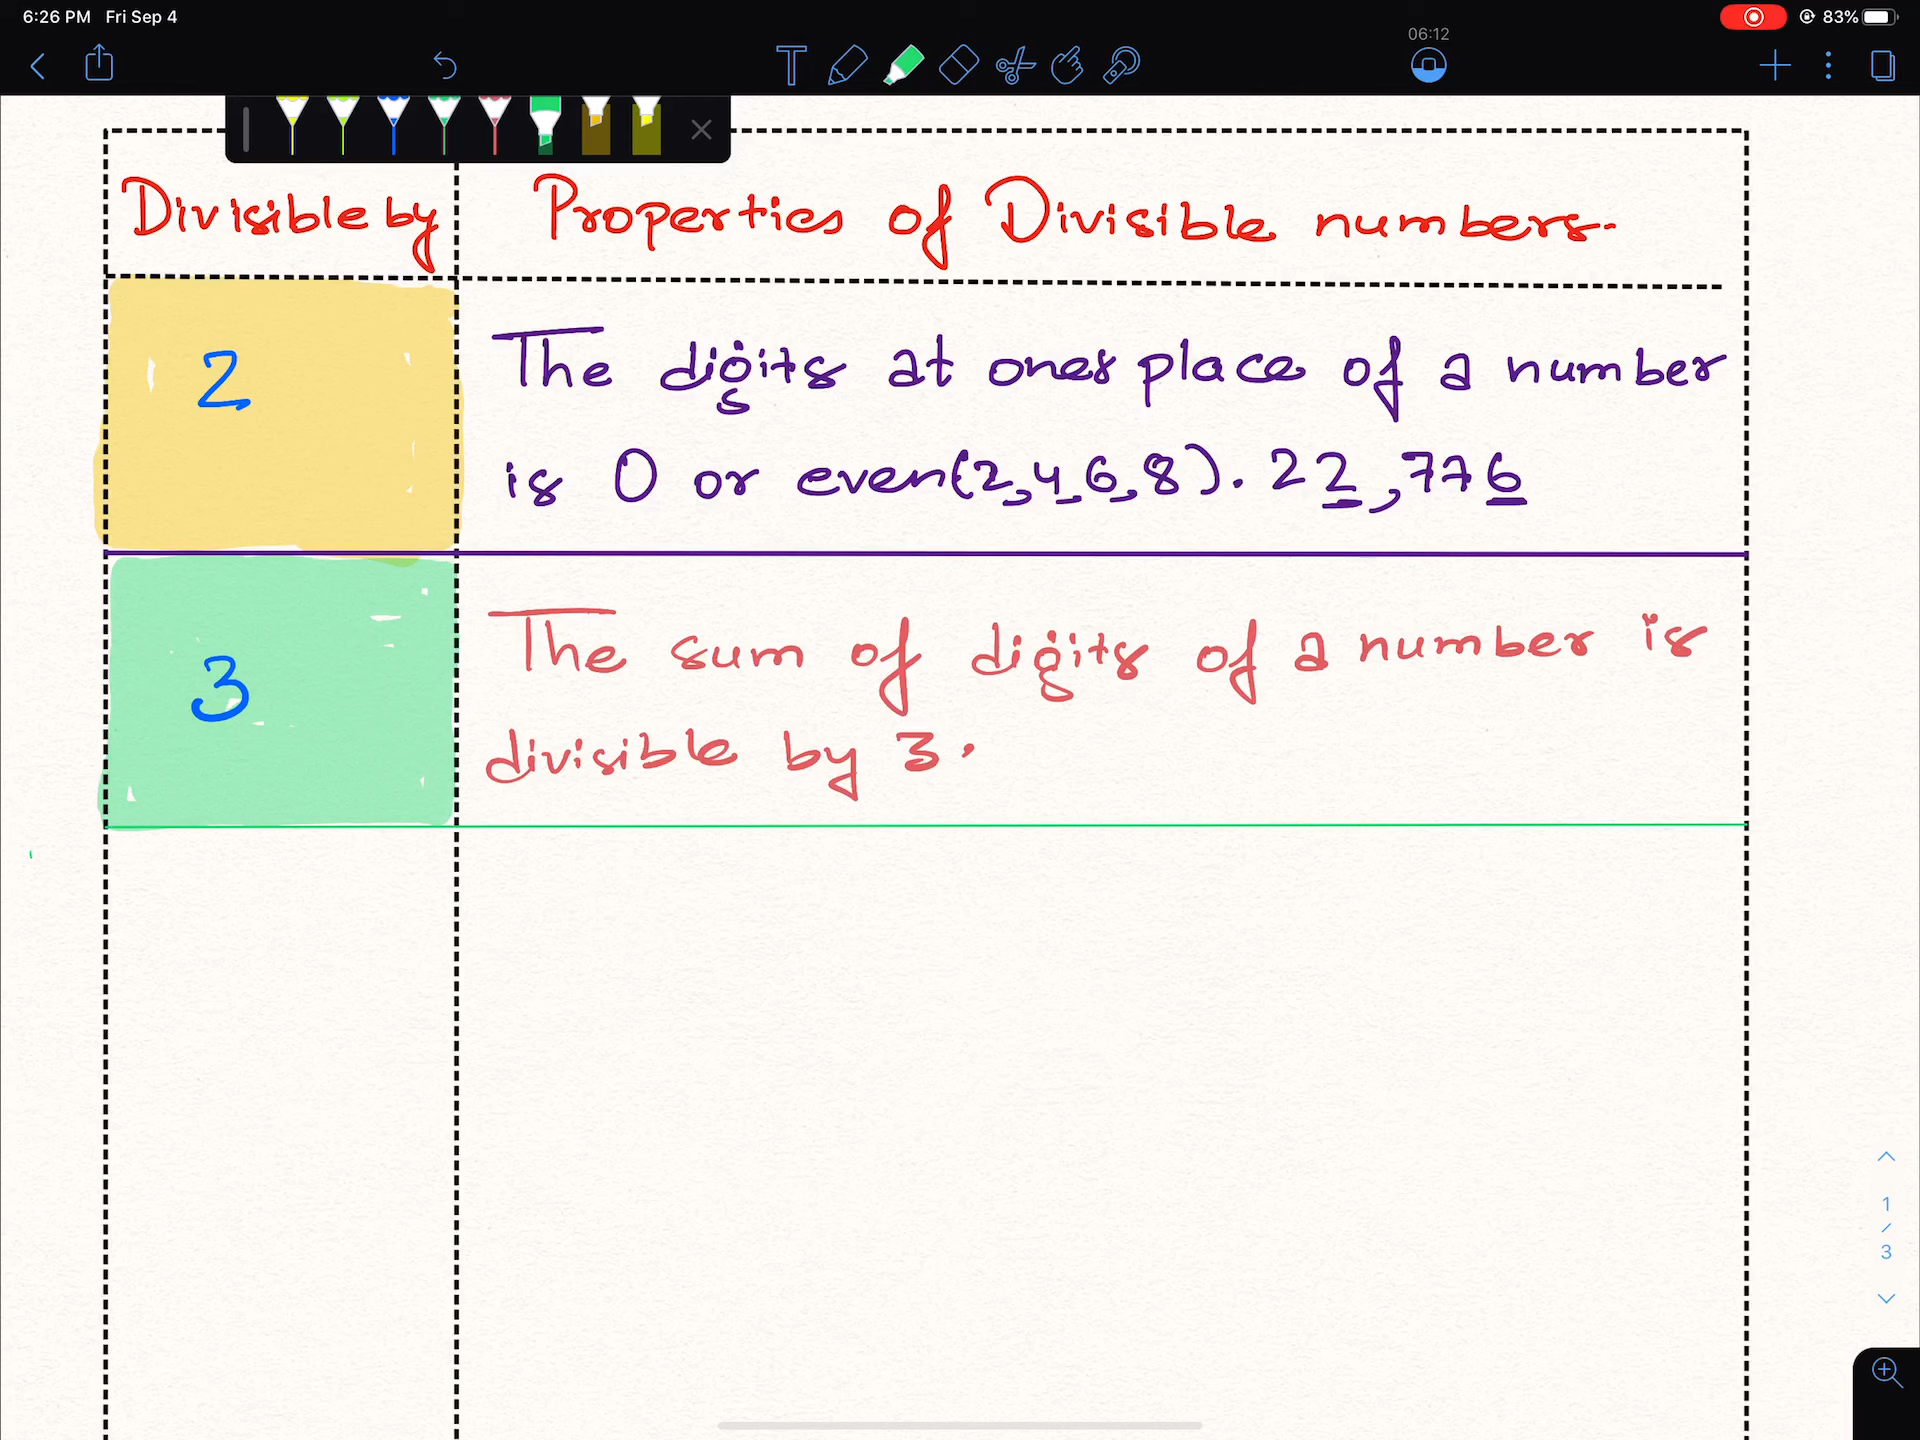 6:26 PM Fri Sep 4
83%
06:12
Divisible by
Properties of Divisible numbers.
2
The digits at ones place of a number
is 0 or even(2,4,6,8). 22,776
3
The sum of digits of a number is
divisible by 3.
1
/
3